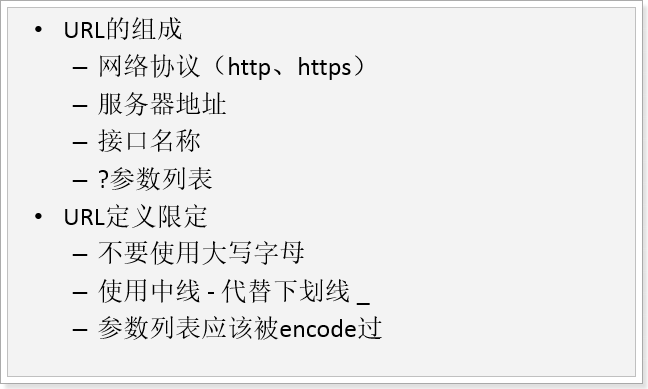 • URL的组成
– 网络协议（http、https）
– 服务器地址
– 接口名称
– ?参数列表
• URL定义限定
– 不要使用大写字母
– 使用中线 - 代替下划线 _
– 参数列表应该被encode过